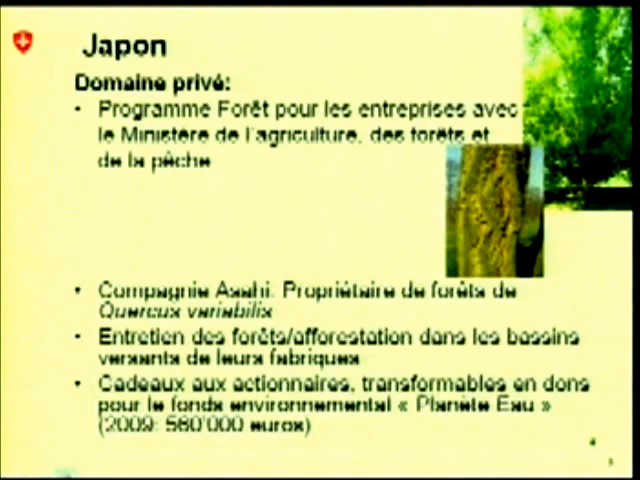 Japon
Domaine privé:
• Programme Forêt pour les entreprises avec
le Ministère de l'agriculture, des forêts et
de la pêche
• Compagnie Asahi: Propriétaire de forêts de
Quercus variabilis
• Entretien des forêts/afforestation dans les bassins
versants de leurs fabriques
• Cadeaux aux actionnaires, transformables en dons
pour le fonds environnemental « Planète Eau »
(2009: 580'000 euros)